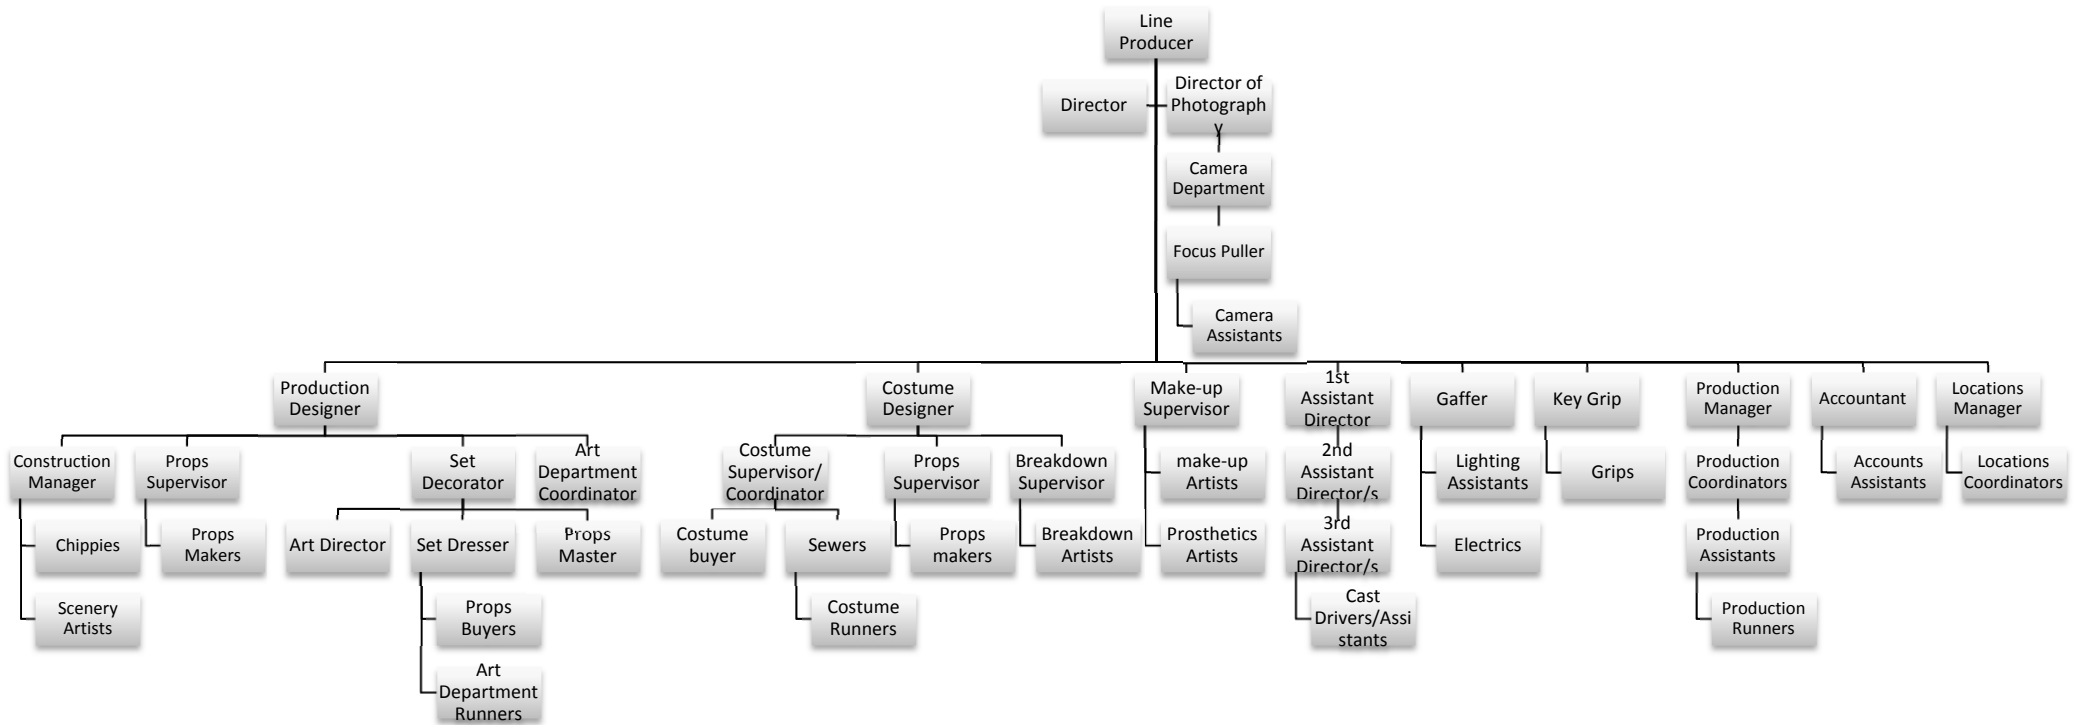 Line
Producer
Director
Director of
Photograph
y
Camera
Department
Focus Puller
Camera
Assistants
Production
Designer
Costume
Designer
Make-up
Supervisor
1st
Assistant
Director
Gaffer
Key Grip
Production
Manager
Accountant
Locations
Manager
Construction
Manager
Props
Supervisor
Set
Decorator
Art
Department
Coordinator
Costume
Supervisor/
Coordinator
Props
Supervisor
Breakdown
Supervisor
make-up
Artists
2nd
Assistant
Director/s
Lighting
Assistants
Grips
Production
Coordinators
Accounts
Assistants
Locations
Coordinators
Chippies
Props
Makers
Art Director
Set Dresser
Props
Master
Costume
buyer
Sewers
Props
makers
Breakdown
Artists
Prosthetics
Artists
3rd
Assistant
Director/s
Electrics
Production
Assistants
Scenery
Artists
Props
Buyers
Costume
Runners
Cast
Drivers/Assi
stants
Production
Runners
Art
Department
Runners